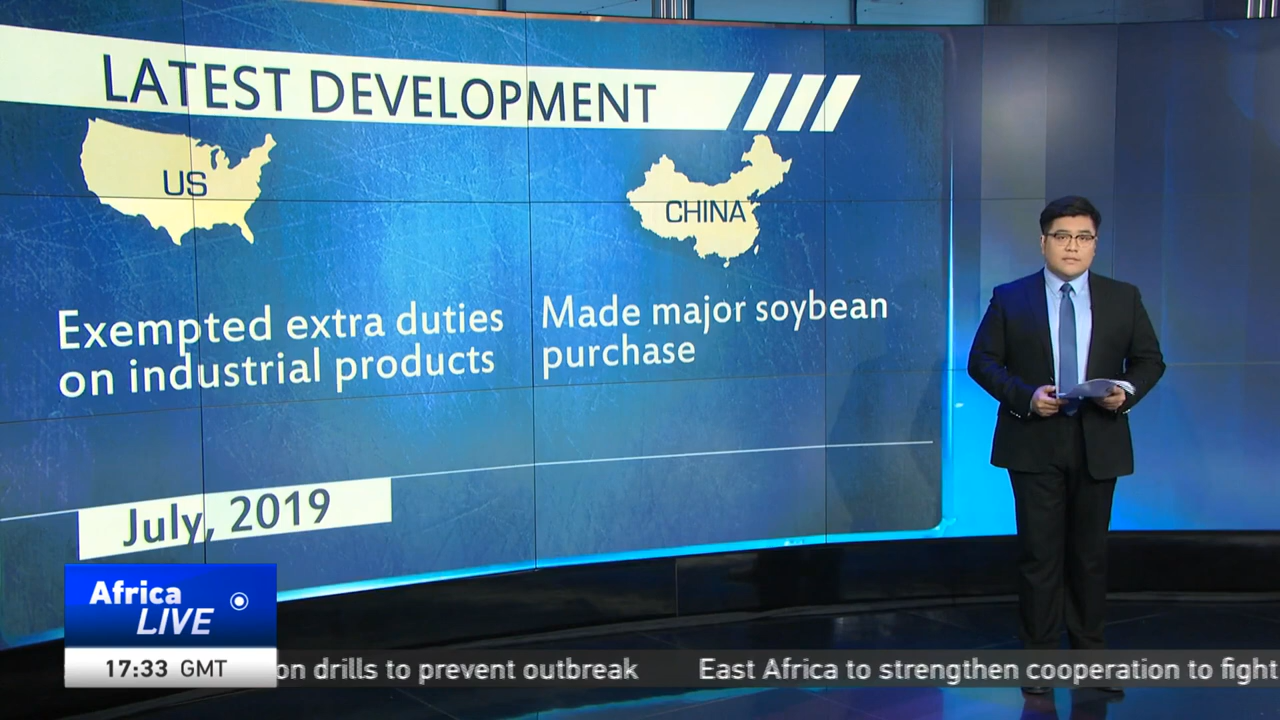 LATEST DEVELOPMENT
US
CHINA
Exempted extra duties
on industrial products
Made major soybean
purchase
July, 2019
Africa
LIVE
17:33 GMT
on drills to prevent outbreak East Africa to strengthen cooperation to fight